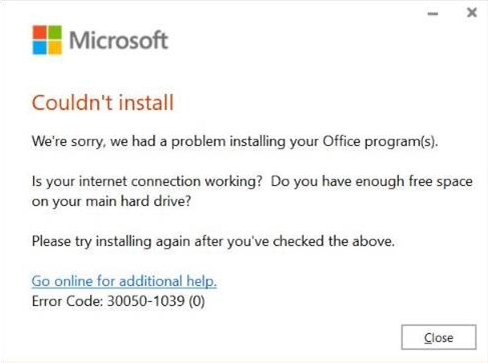 Microsoft
Couldn't install
We're sorry, we had a problem installing your Office program(s).
Is your internet connection working?  Do you have enough free space
on your main hard drive?
Please try installing again after you've checked the above.
Go online for additional help.
Error Code: 30050-1039 (0)
Close